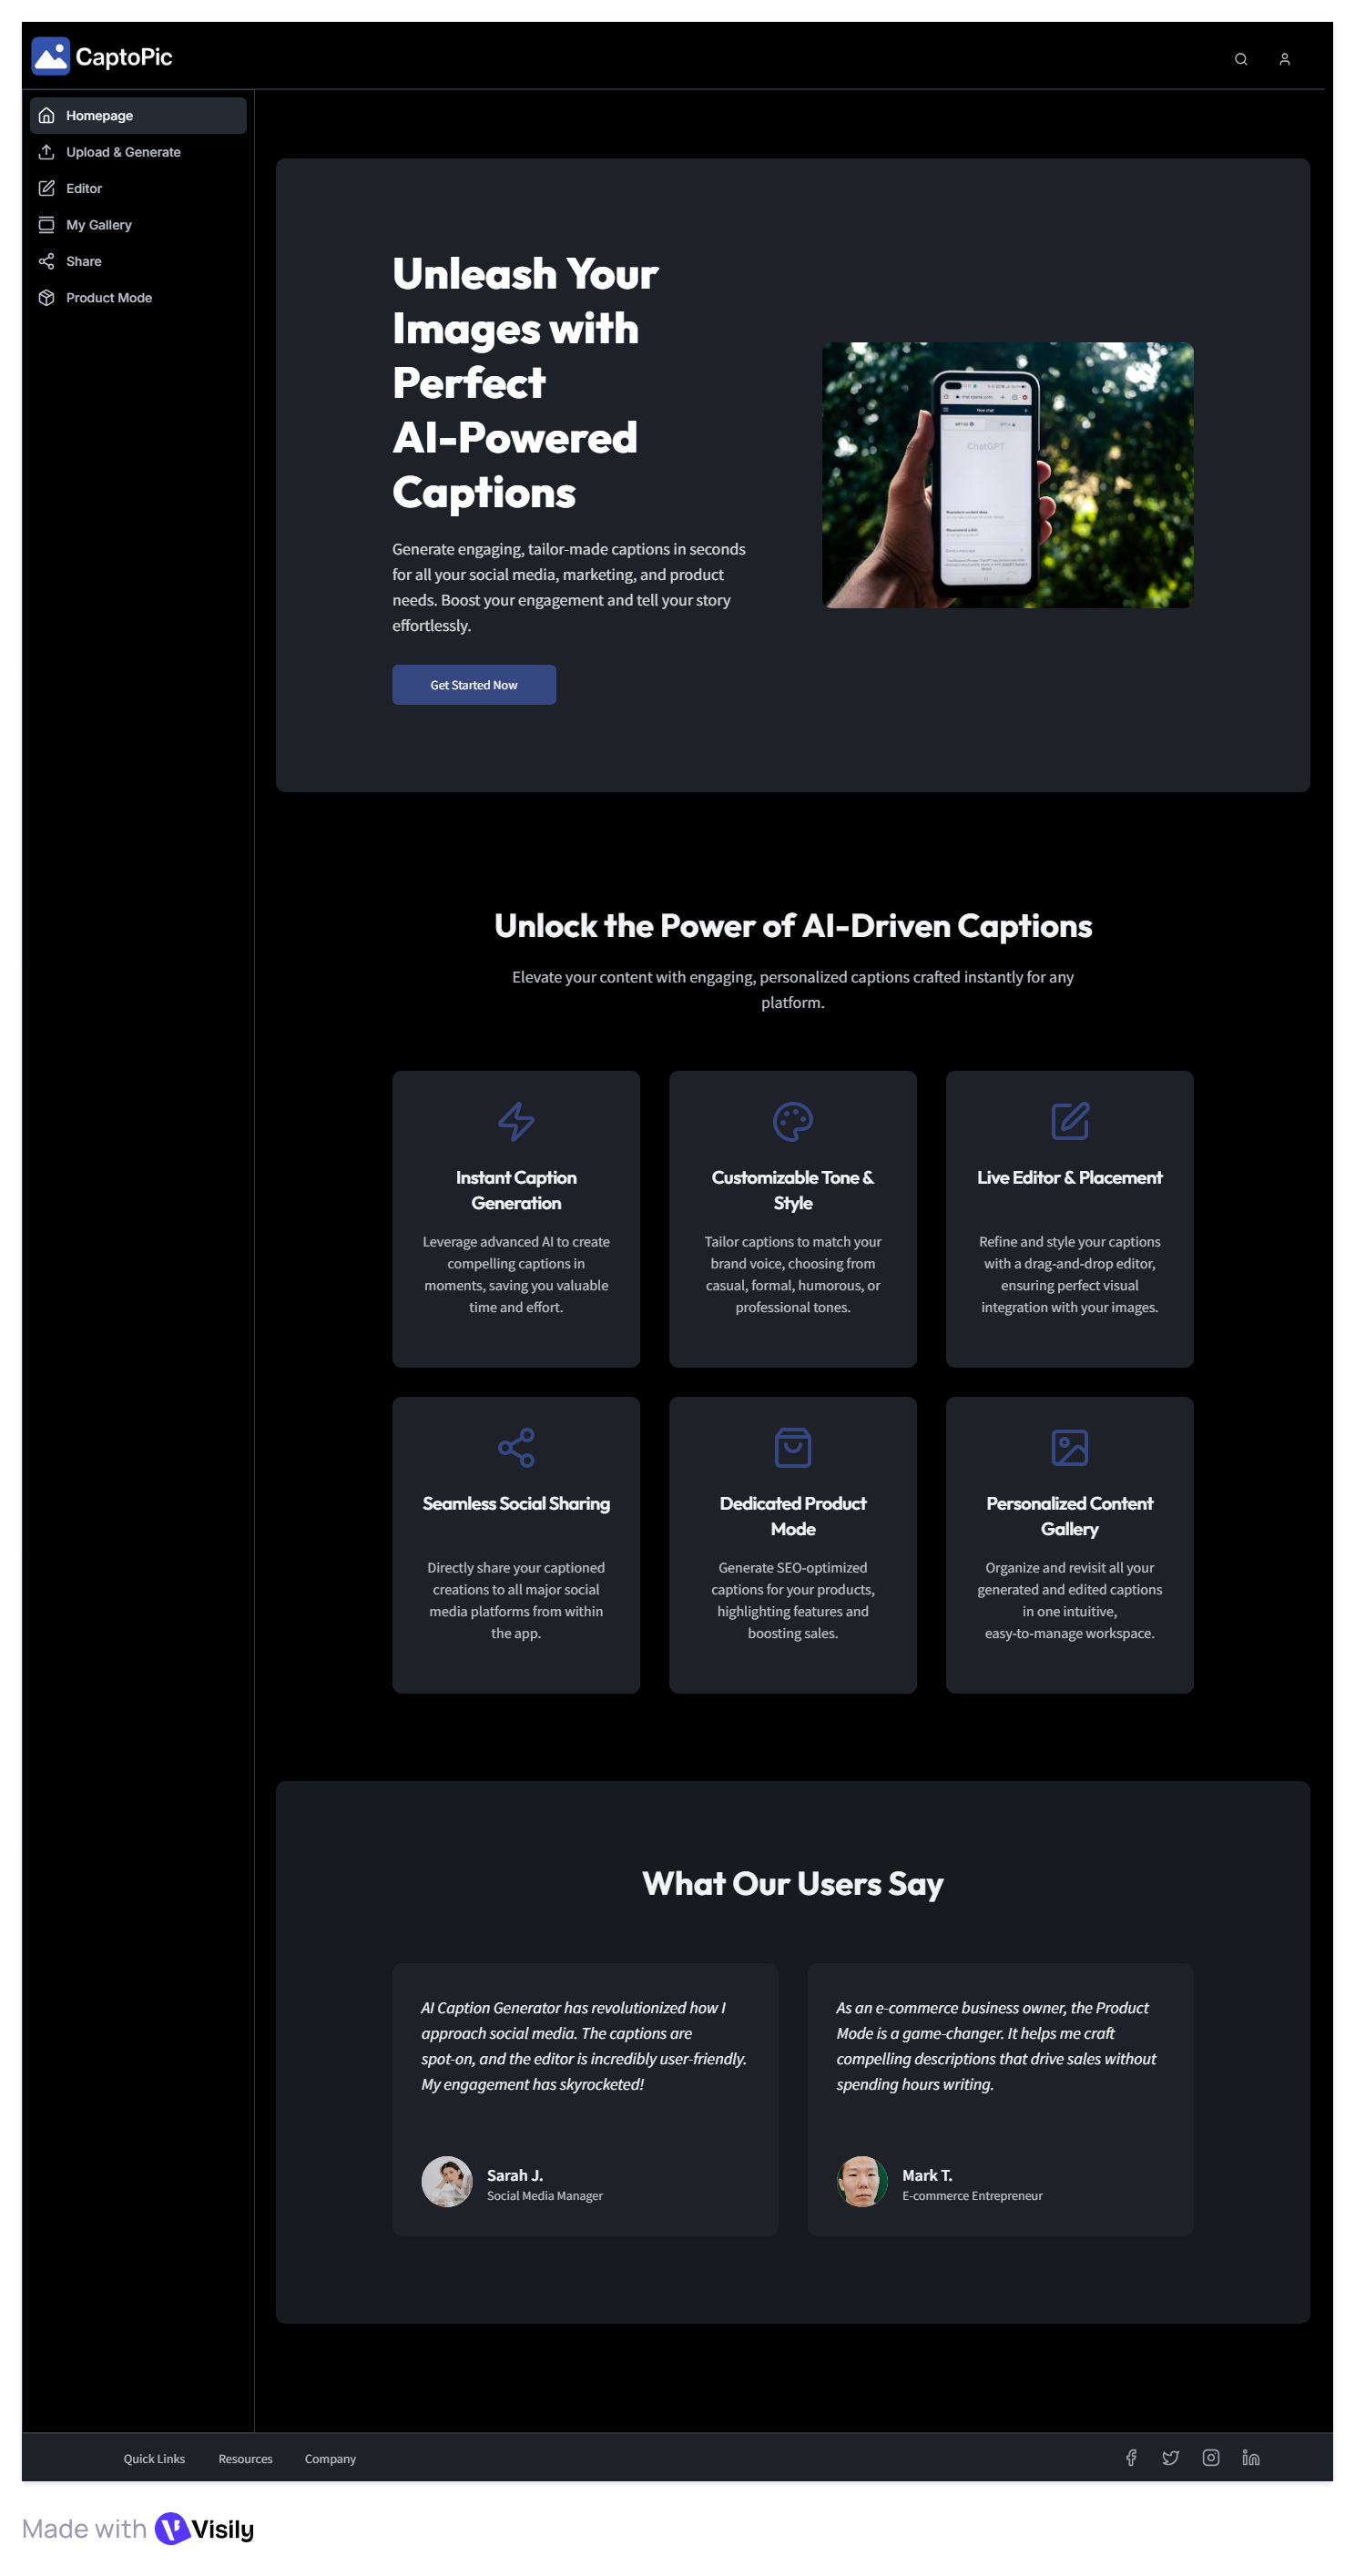 CaptoPic
Homepage
Upload & Generate
Editor
My Gallery
Share
Product Mode
Unleash Your
Images with
Perfect
AI-Powered
Captions
Generate engaging, tailor-made captions in seconds
for all your social media, marketing, and product
needs. Boost your engagement and tell your story
effortlessly.
Get Started Now
chat.openai.com
New chat
ChatGPT
Unlock the Power of AI-Driven Captions
Elevate your content with engaging, personalized captions crafted instantly for any
platform.
Instant Caption
Generation
Leverage advanced AI to create
compelling captions in
moments, saving you valuable
time and effort.
Customizable Tone &
Style
Tailor captions to match your
brand voice, choosing from
casual, formal, humorous, or
professional tones.
Live Editor & Placement
Refine and style your captions
with a drag-and-drop editor,
ensuring perfect visual
integration with your images.
Seamless Social Sharing
Directly share your captioned
creations to all major social
media platforms from within
the app.
Dedicated Product
Mode
Generate SEO-optimized
captions for your products,
highlighting features and
boosting sales.
Personalized Content
Gallery
Organize and revisit all your
generated and edited captions
in one intuitive,
easy-to-manage workspace.
What Our Users Say
AI Caption Generator has revolutionized how I
approach social media. The captions are
spot-on, and the editor is incredibly user-friendly.
My engagement has skyrocketed!
Sarah J.
Social Media Manager
As an e-commerce business owner, the Product
Mode is a game-changer. It helps me craft
compelling descriptions that drive sales without
spending hours writing.
Mark T.
E-commerce Entrepreneur
Quick Links
Resources
Company
Made with Visily